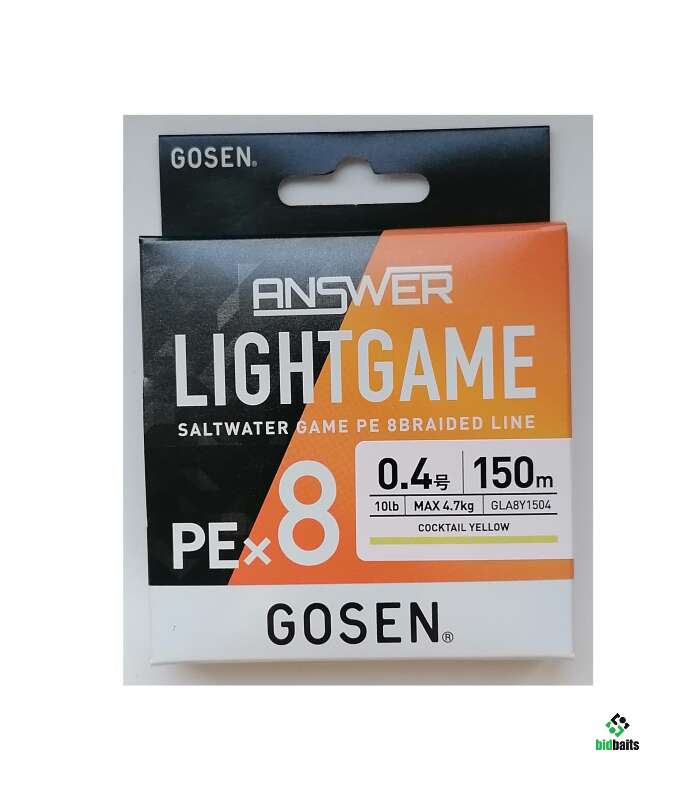 GOSEN®
ANSWER
LIGHTGAME
SALTWATER GAME PE 8BRAIDED LINE
0.4号 150m
10lb MAX 4.7kg GLA8Y1504
COCKTAIL YELLOW
PE×8
GOSEN®
bidbaits